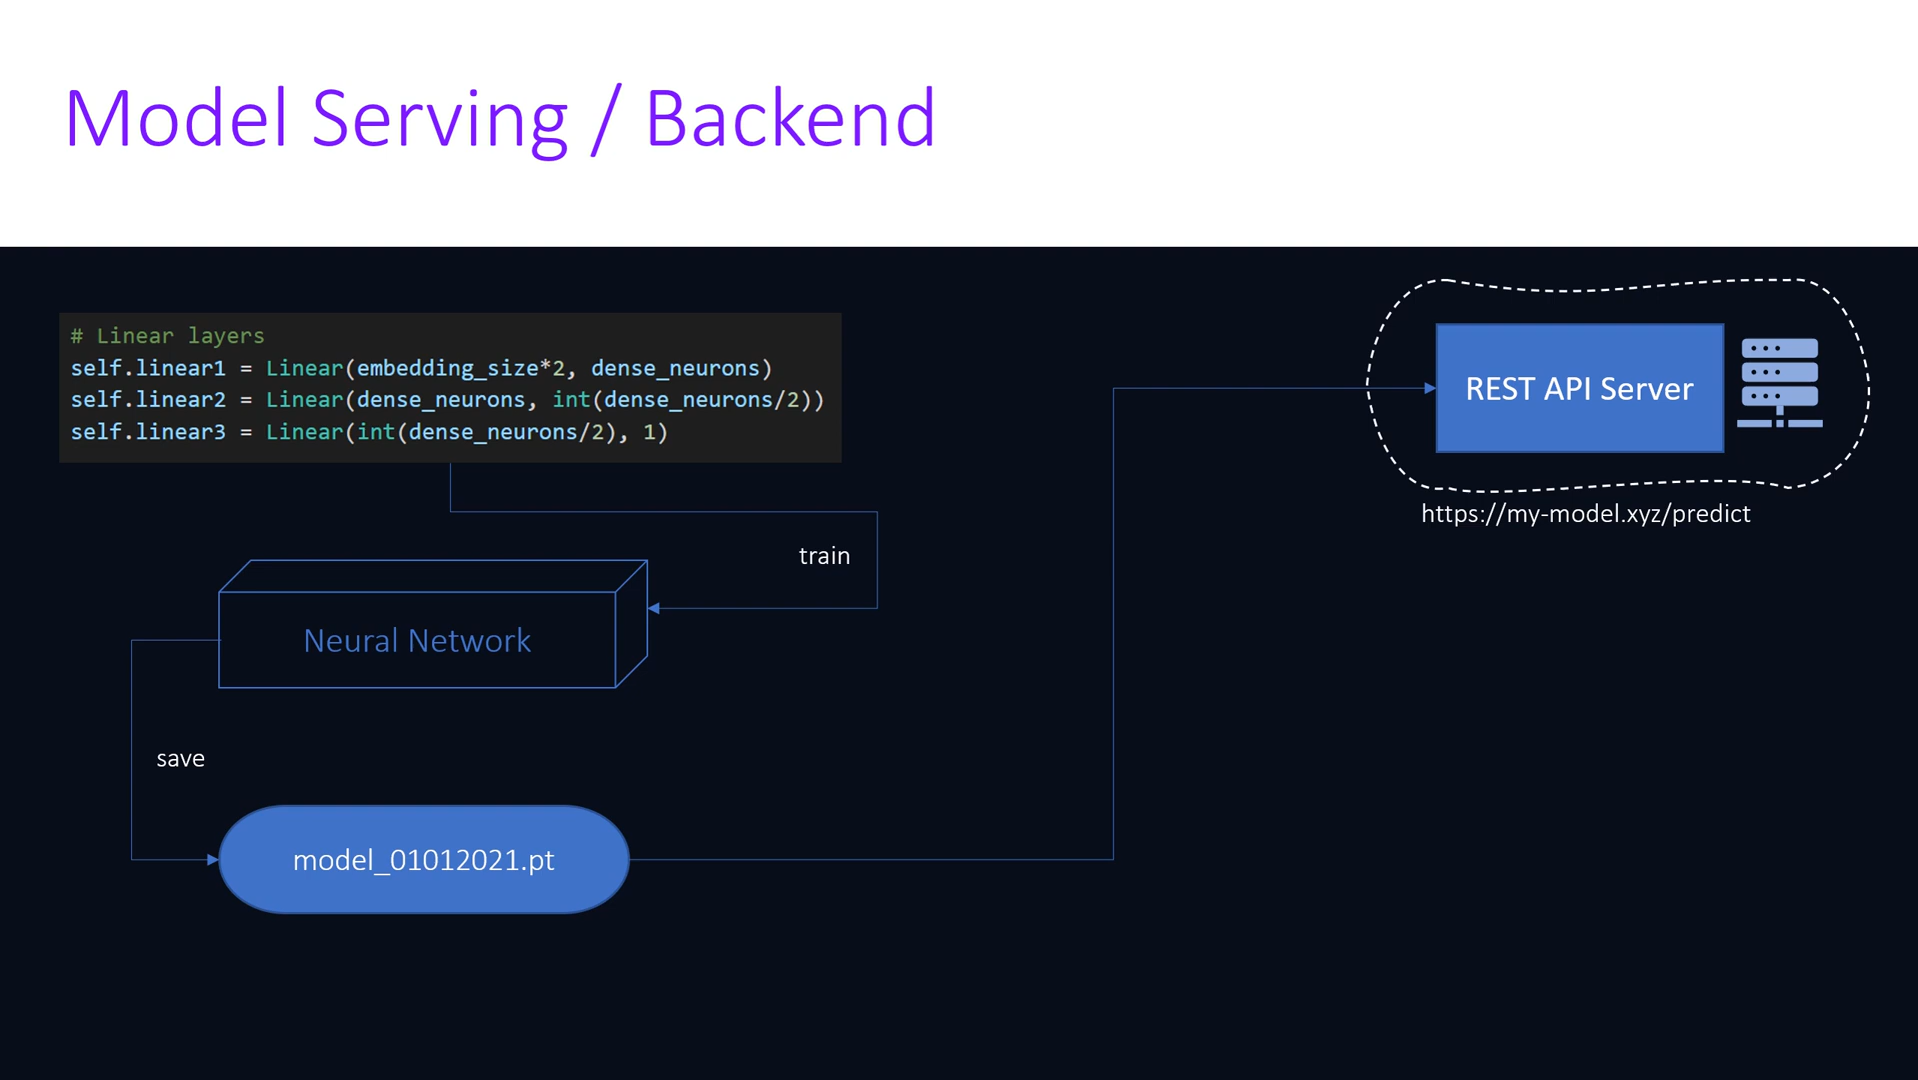 Model Serving / Backend
# Linear layers
self.linear1 = Linear(embedding_size*2, dense_neurons)
self.linear2 = Linear(dense_neurons, int(dense_neurons/2))
self.linear3 = Linear(int(dense_neurons/2), 1)
REST API Server
https://my-model.xyz/predict
train
Neural Network
save
model_01012021.pt